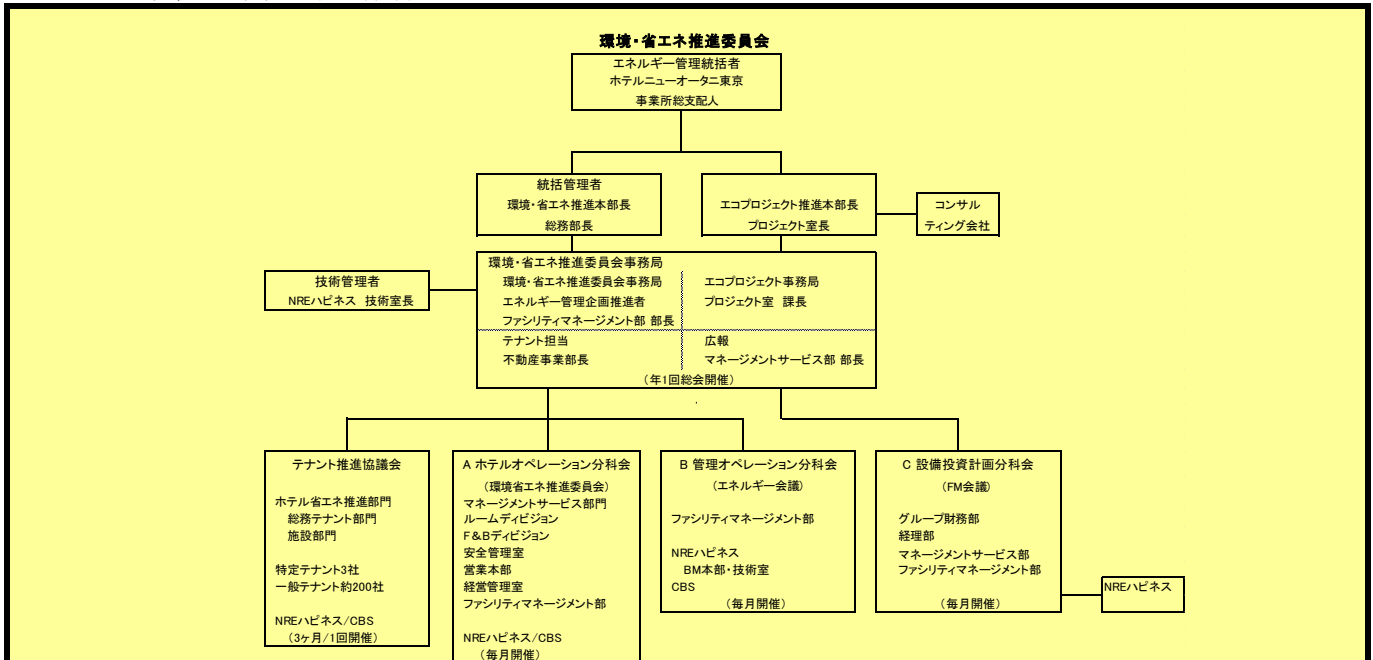 環境・省エネ推進委員会
エネルギー管理統括者
ホテルニューオータニ東京
事業所総支配人
統括管理者
環境・省エネ推進本部長
総務部長
エコプロジェクト推進本部長
プロジェクト室長
コンサル
ティング会社
技術管理者
NREハピネス 技術室長
環境・省エネ推進委員会事務局
環境・省エネ推進委員会事務局
エネルギー管理企画推進者
ファシリティマネージメント部 部長
エコプロジェクト事務局
プロジェクト室 課長
テナント担当
不動産事業部長
広報
マネージメントサービス部 部長
（年1回総会開催）
テナント推進協議会
ホテル省エネ推進部門
総務テナント部門
施設部門
特定テナント3社
一般テナント約200社
NREハピネス/CBS
（3ヶ月/1回開催）
A ホテルオペレーション分科会
（環境省エネ推進委員会）
マネージメントサービス部門
ルームディビジョン
F&Bディビジョン
安全管理室
営業本部
経営管理室
ファシリティマネージメント部
NREハピネス/CBS
（毎月開催）
B 管理オペレーション分科会
（エネルギー会議）
ファシリティマネージメント部
NREハピネス
BM本部・技術室
CBS
（毎月開催）
C 設備投資計画分科会
（FM会議）
グループ財務部
経理部
マネージメントサービス部
ファシリティマネージメント部
（毎月開催）
NREハピネス